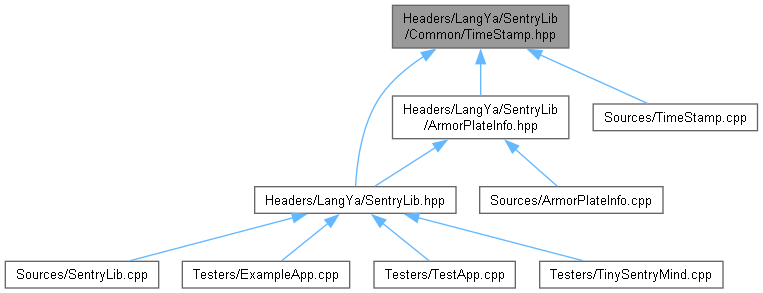 Headers/LangYa/SentryLib
/Common/TimeStamp.hpp
Headers/LangYa/SentryLib
/ArmorPlateInfo.hpp
Sources/TimeStamp.cpp
Headers/LangYa/SentryLib.hpp
Sources/ArmorPlateInfo.cpp
Sources/SentryLib.cpp
Testers/ExampleApp.cpp
Testers/TestApp.cpp
Testers/TinySentryMind.cpp